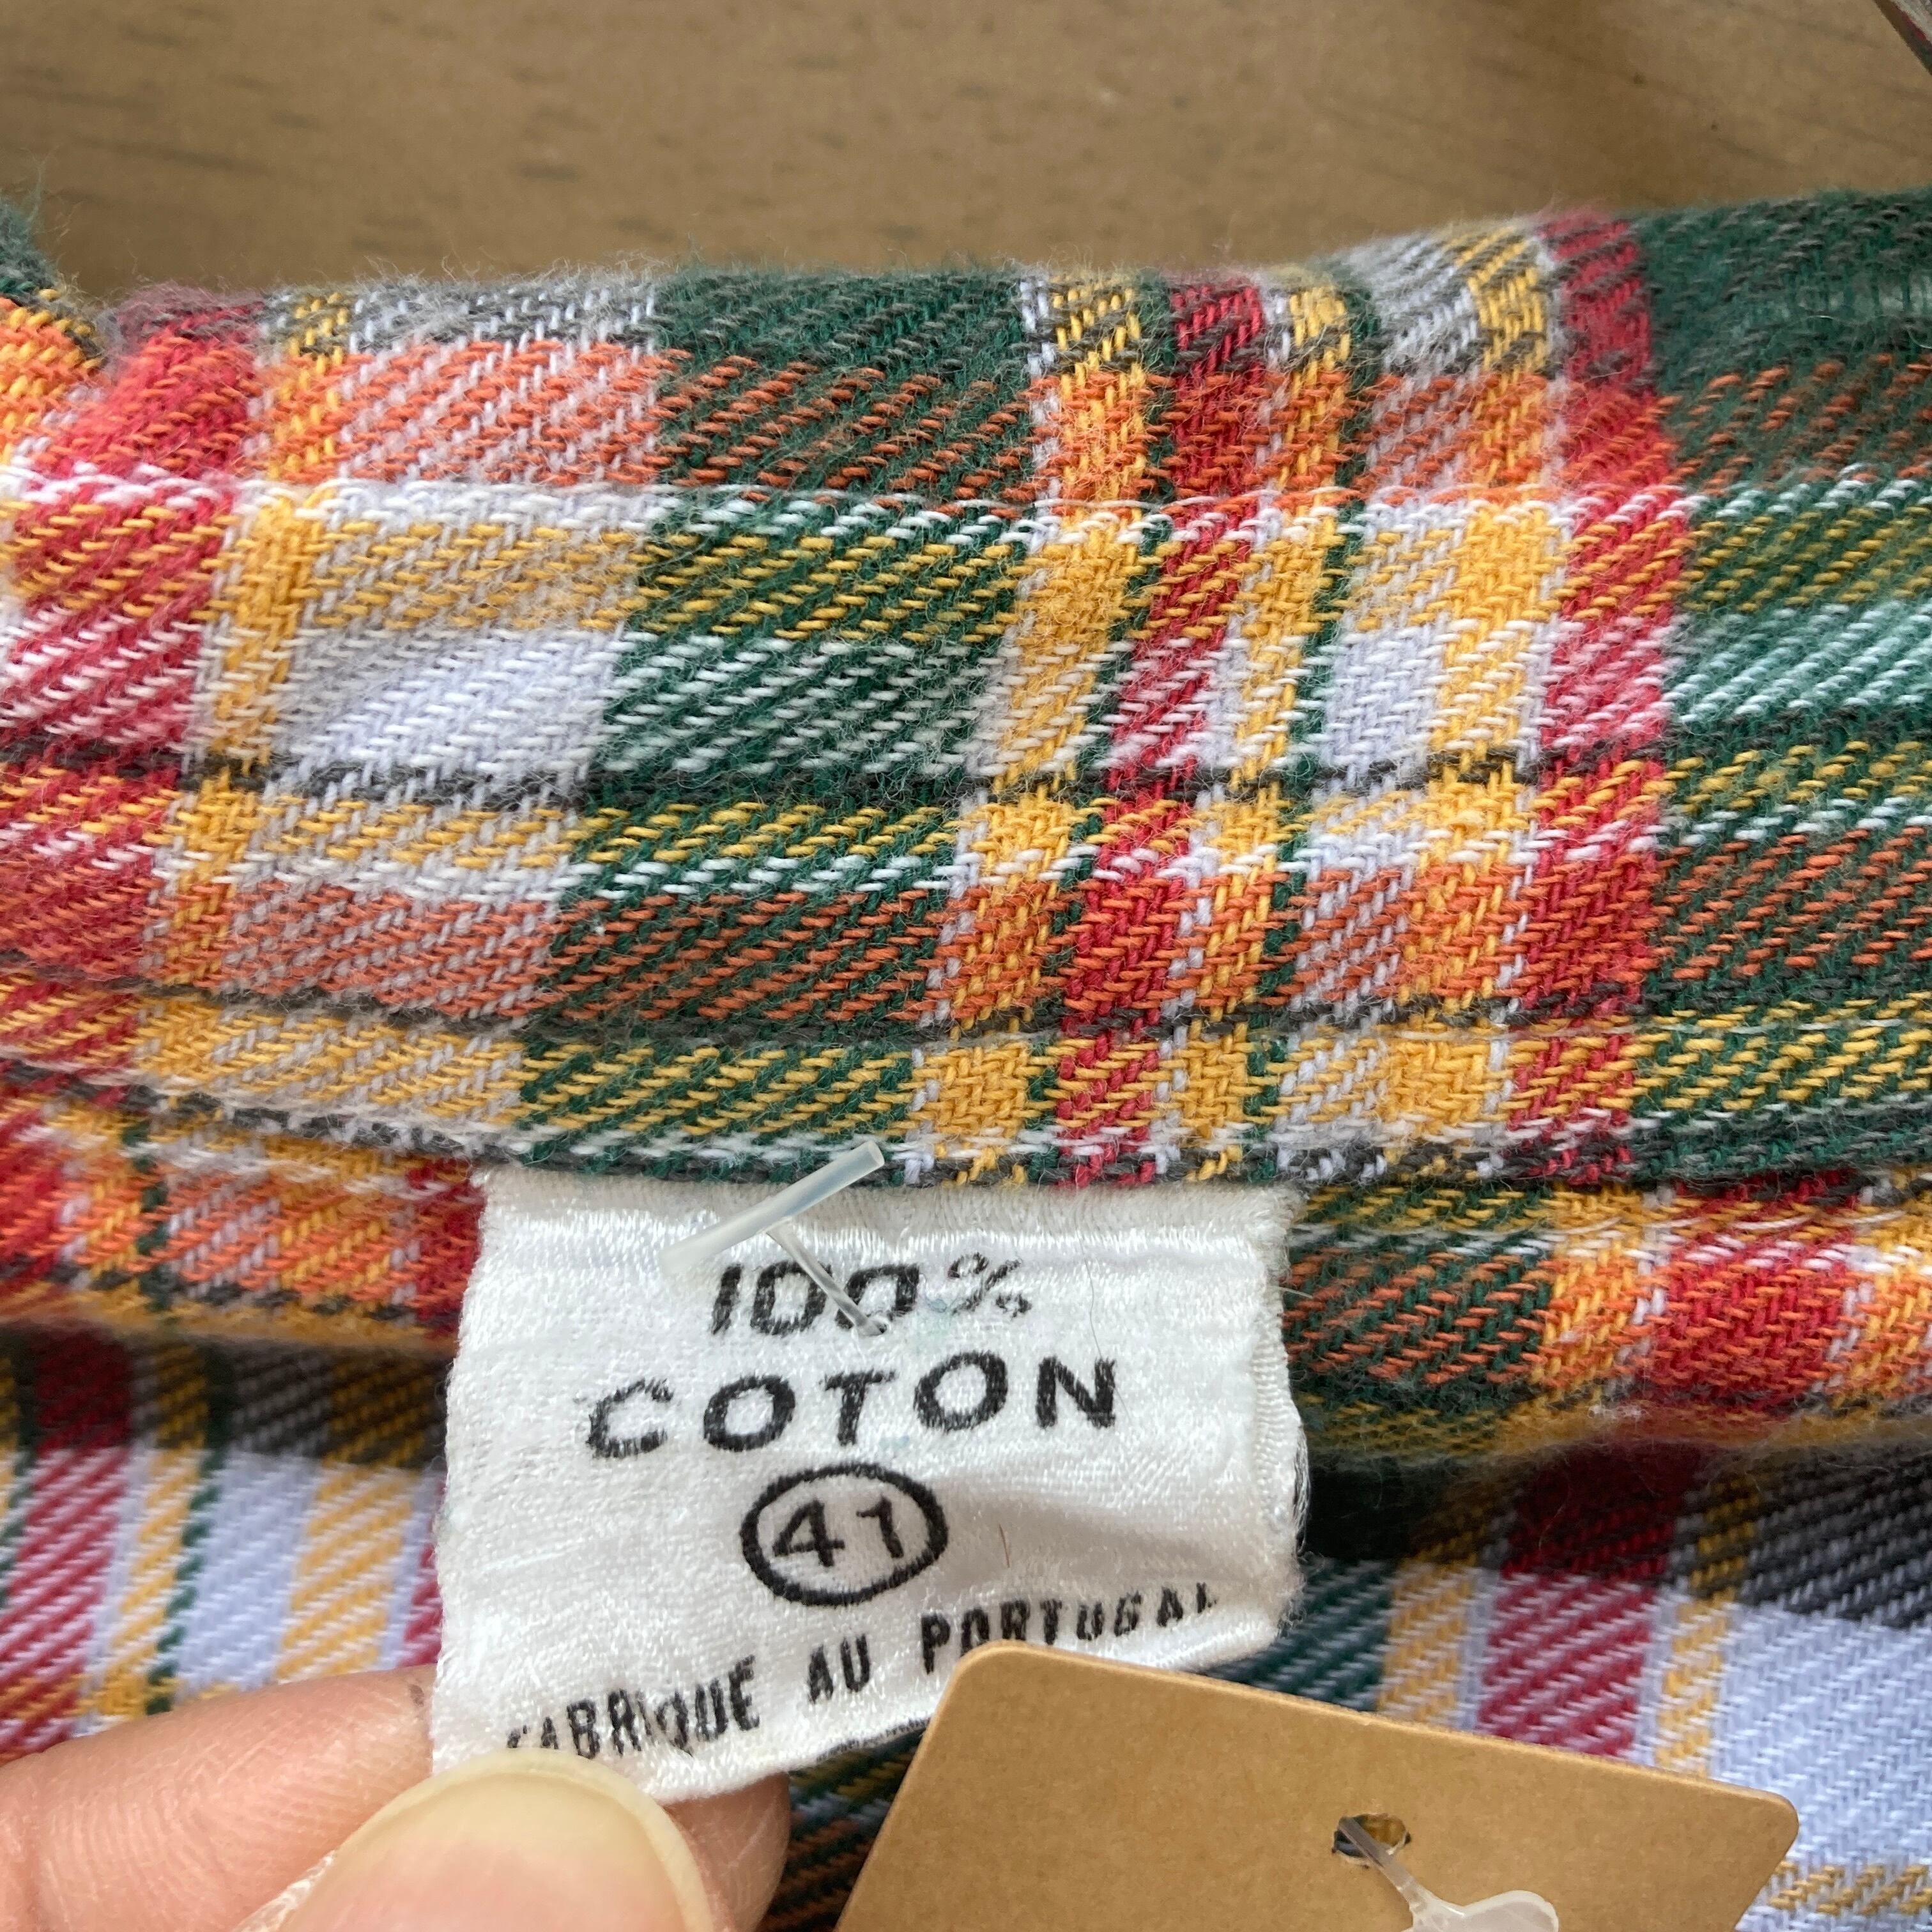 100%
COTON
41
FABRIQUE AU PORTUGAL